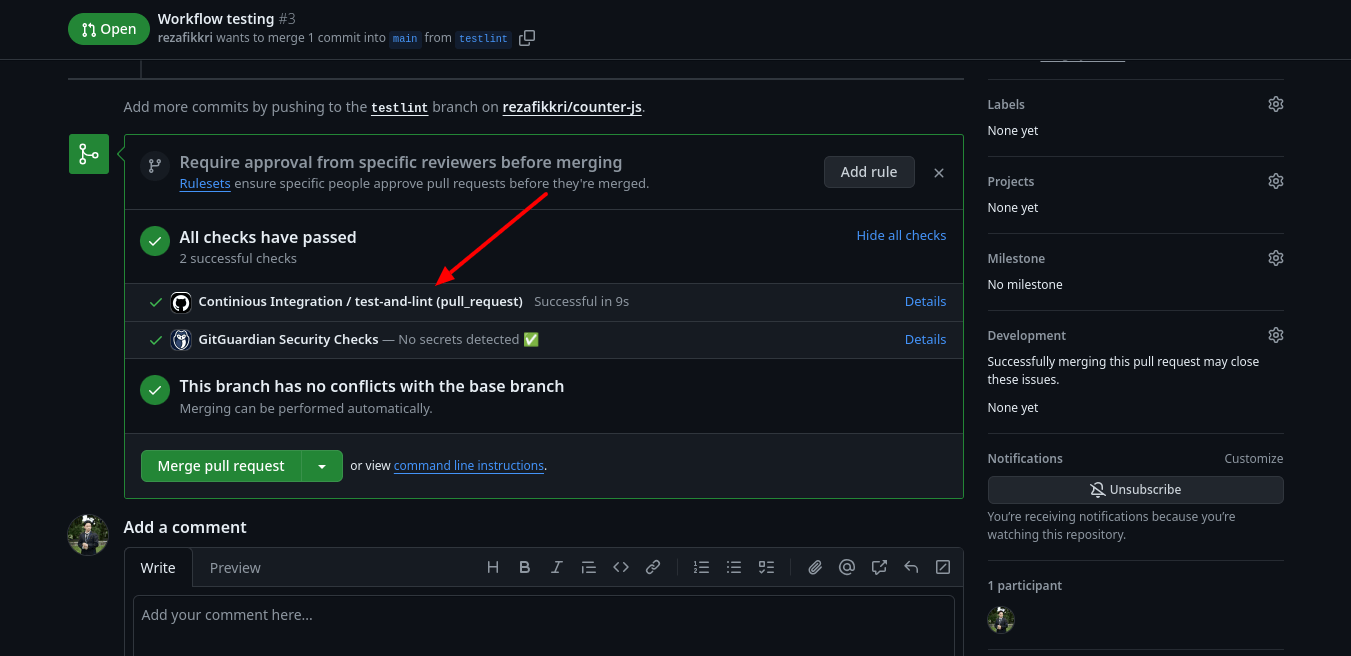 Open
Workflow testing #3
rezafikkri wants to merge 1 commit into main from testlint
Add more commits by pushing to the testlint branch on rezafikkri/counter-js.
Require approval from specific reviewers before merging
Rulesets ensure specific people approve pull requests before they're merged.
Add rule
All checks have passed
2 successful checks
Hide all checks
Continious Integration / test-and-lint (pull_request) Successful in 9s
Details
GitGuardian Security Checks — No secrets detected ✅
Details
This branch has no conflicts with the base branch
Merging can be performed automatically.
Merge pull request
or view command line instructions.
Add a comment
Write
Preview
Add your comment here...
Labels
None yet
Projects
None yet
Milestone
No milestone
Development
Successfully merging this pull request may close
these issues.
None yet
Notifications
Customize
Unsubscribe
You're receiving notifications because you're
watching this repository.
1 participant